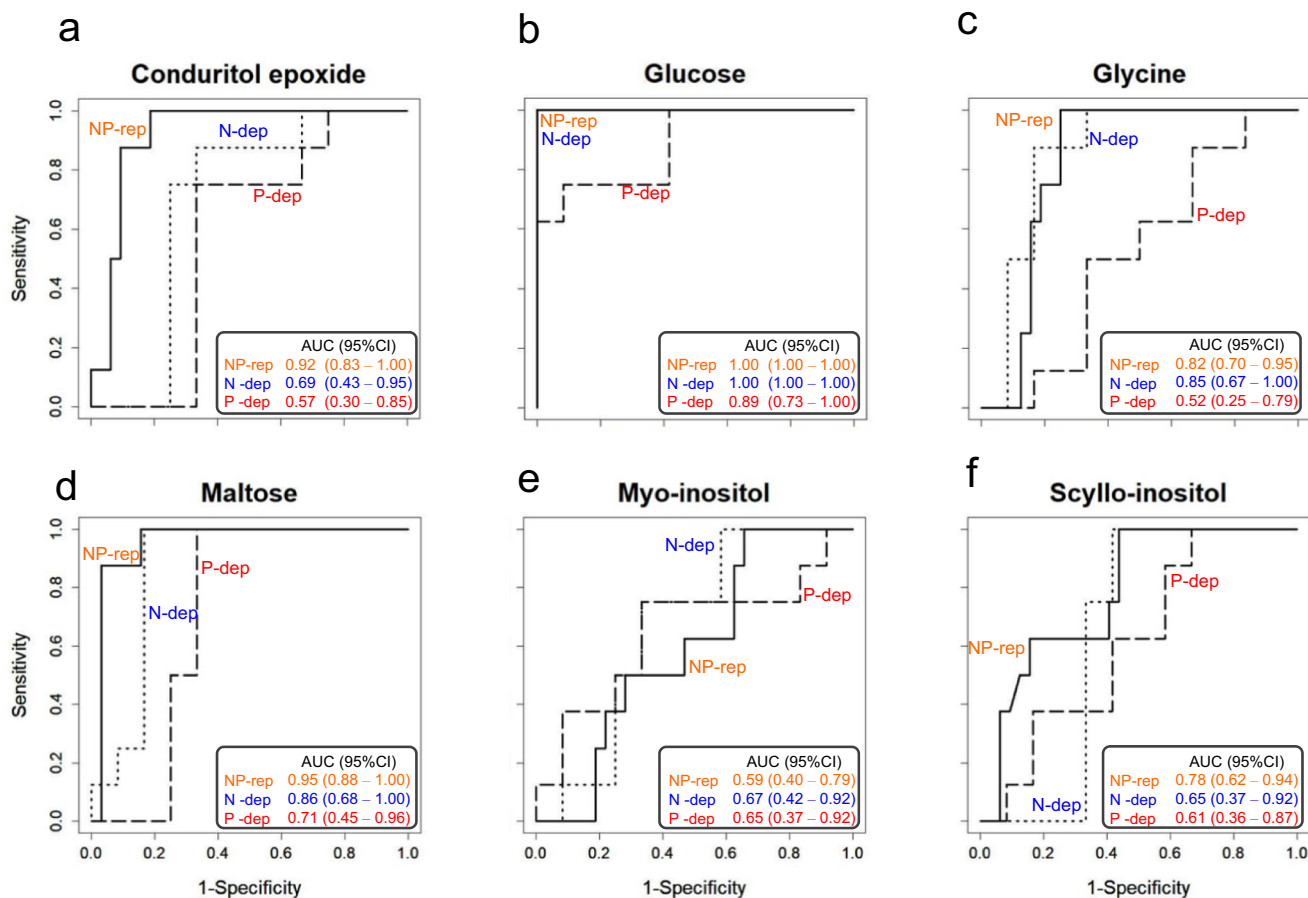 a
Conduritol epoxide
1.0
0.8
0.6
0.4
0.2
0.0
Sensitivity
NP-rep
N-dep
P-dep
AUC (95%CI)
NP-rep 0.92 (0.83 – 1.00)
N -dep 0.69 (0.43 – 0.95)
P -dep 0.57 (0.30 – 0.85)
b
Glucose
NP-rep
N-dep
P-dep
AUC (95%CI)
NP-rep 1.00 (1.00 – 1.00)
N -dep 1.00 (1.00 – 1.00)
P -dep 0.89 (0.73 – 1.00)
c
Glycine
NP-rep
N-dep
P-dep
AUC (95%CI)
NP-rep 0.82 (0.70 – 0.95)
N -dep 0.85 (0.67 – 1.00)
P -dep 0.52 (0.25 – 0.79)
d
Maltose
1.0
0.8
0.6
0.4
0.2
0.0
Sensitivity
NP-rep
P-dep
N-dep
AUC (95%CI)
NP-rep 0.95 (0.88 – 1.00)
N -dep 0.86 (0.68 – 1.00)
P -dep 0.71 (0.45 – 0.96)
0.0 0.2 0.4 0.6 0.8 1.0
1-Specificity
e
Myo-inositol
N-dep
P-dep
NP-rep
AUC (95%CI)
NP-rep 0.59 (0.40 – 0.79)
N -dep 0.67 (0.42 – 0.92)
P -dep 0.65 (0.37 – 0.92)
0.0 0.2 0.4 0.6 0.8 1.0
1-Specificity
f
Scyllo-inositol
P-dep
NP-rep
N-dep
AUC (95%CI)
NP-rep 0.78 (0.62 – 0.94)
N -dep 0.65 (0.37 – 0.92)
P -dep 0.61 (0.36 – 0.87)
0.0 0.2 0.4 0.6 0.8 1.0
1-Specificity